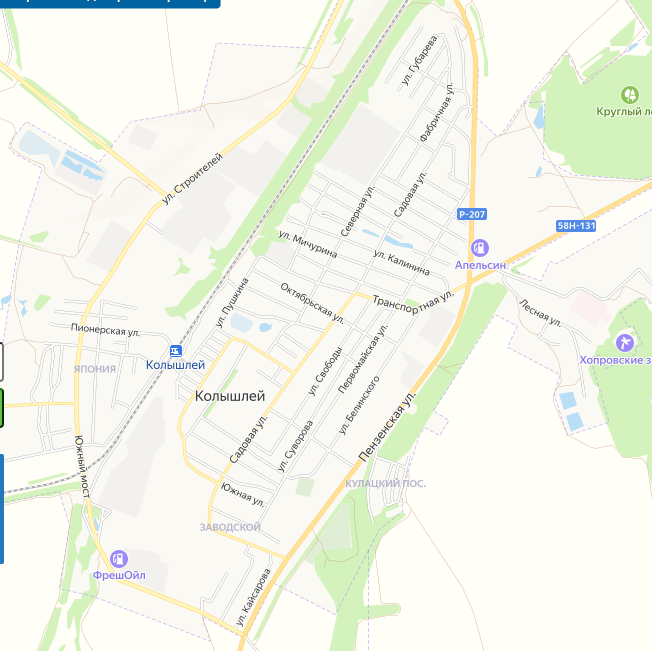 ул. Губарева
Фабричная ул.
Круглый ле
ул. Строителей
Северная ул.
Садовая ул.
Р-207
58Н-131
ул. Мичурина
ул. Калинина
Апельсин
ул. Пушкина
Октябрьская ул.
Транспортная ул.
Лесная ул.
Пионерская ул.
Колышлей
ЯПОНИЯ
Хопровские з
ул. Свободы
Первомайская ул.
ул. Белинского
Колышлей
Пензенская ул.
Садовая ул.
ул. Суворова
Южный мост
Южная ул.
КУЛАЦКИЙ ПОС.
ЗАВОДСКОЙ
ФрешОйл
ул. Кайсарова